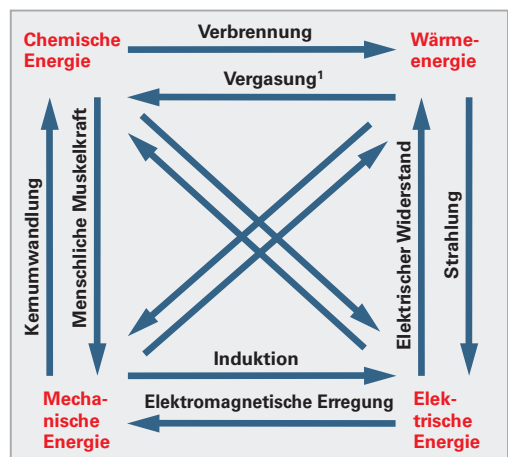 Verbrennung
Chemische
Energie
Wärme-
energie
Vergasung¹
Kernumwandlung
Menschliche Muskelkraft
Elektrischer Widerstand
Strahlung
Induktion
Mecha-
nische
Energie
Elektromagnetische Erregung
Elek-
trische
Energie